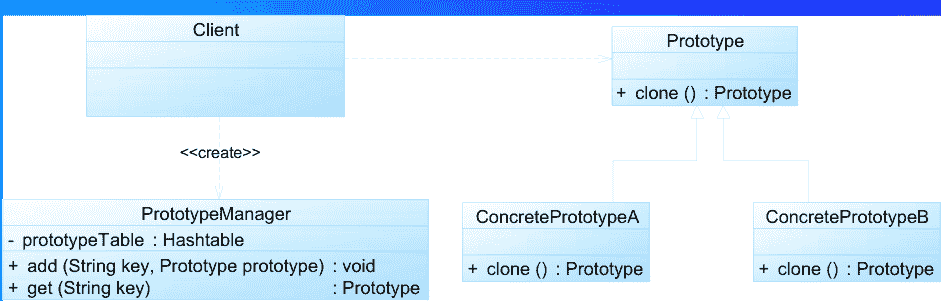 Client
Prototype
+ clone () : Prototype
<<create>>
PrototypeManager
- prototypeTable : Hashtable
+ add (String key, Prototype prototype) : void
+ get (String key) : Prototype
ConcretePrototypeA
+ clone () : Prototype
ConcretePrototypeB
+ clone () : Prototype